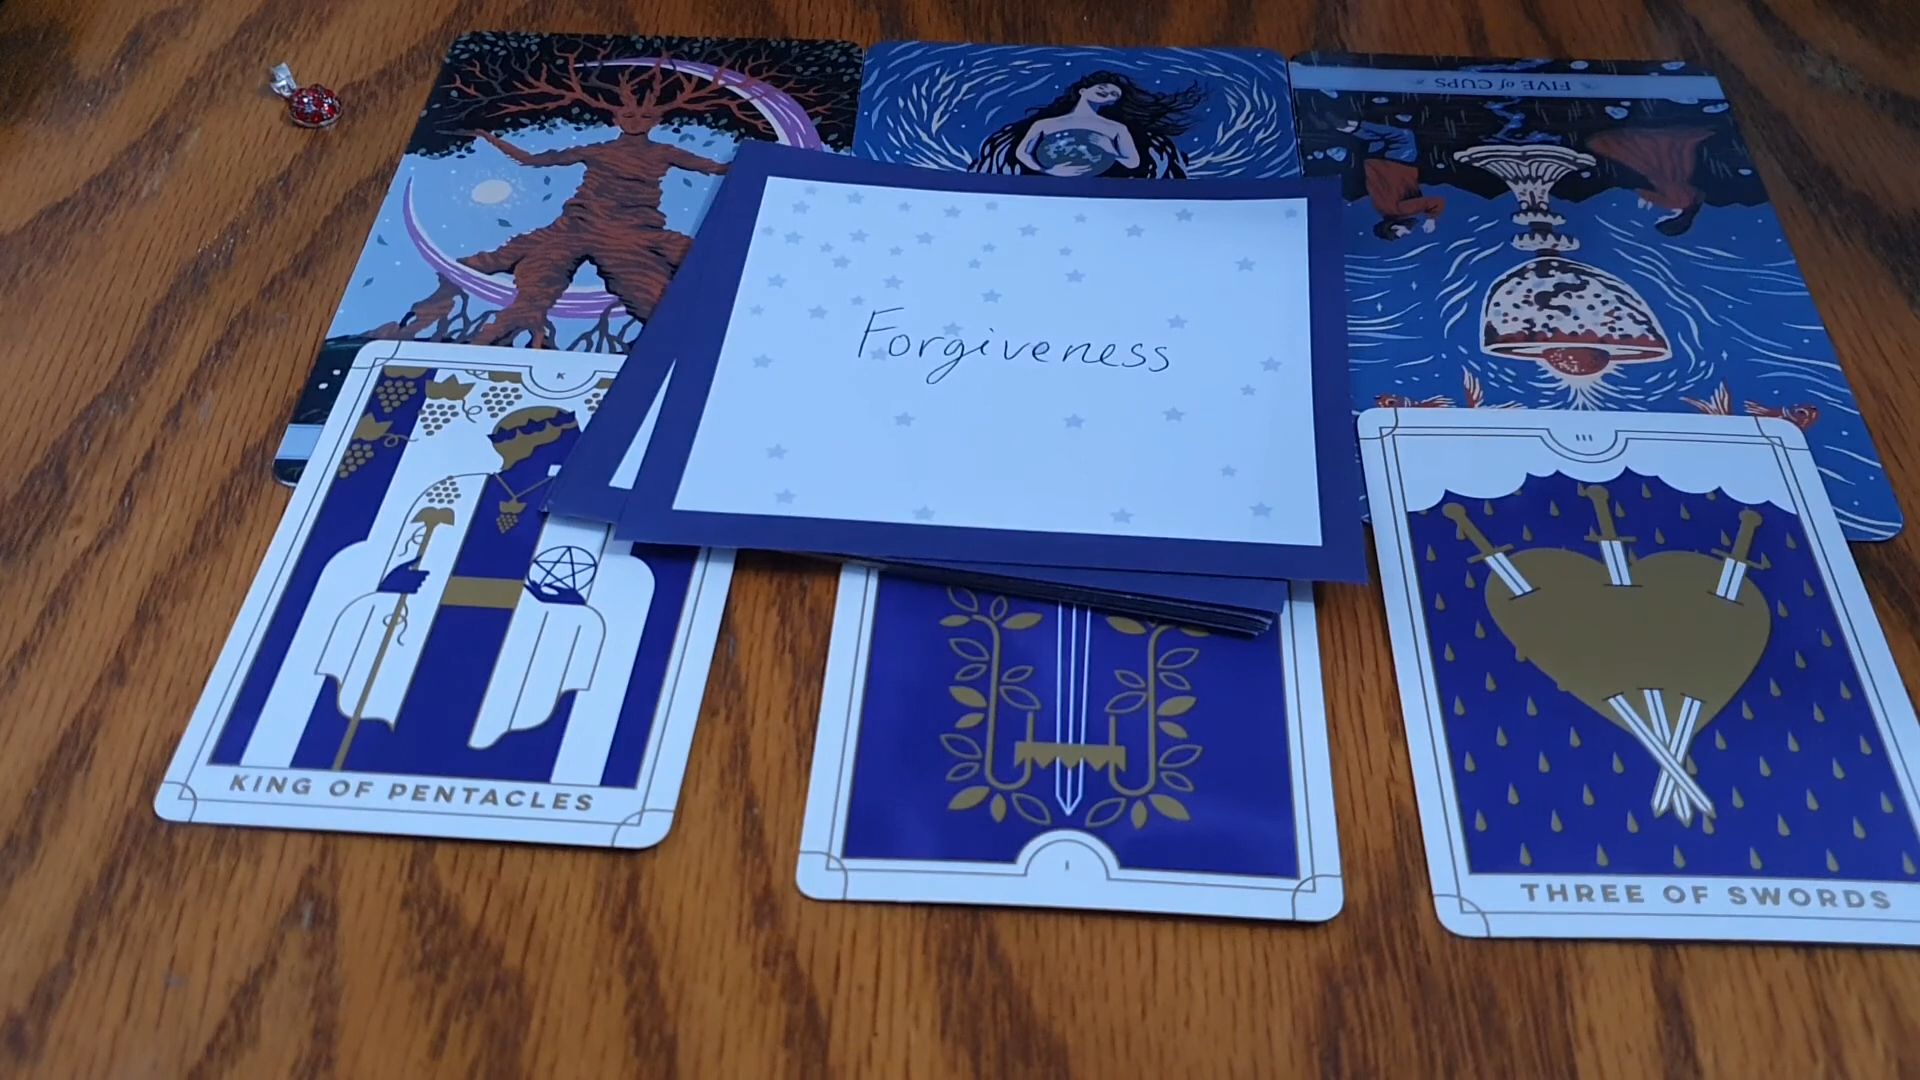 FIVE of CUPS
Forgiveness
K
III
KING OF PENTACLES
I
THREE OF SWORDS